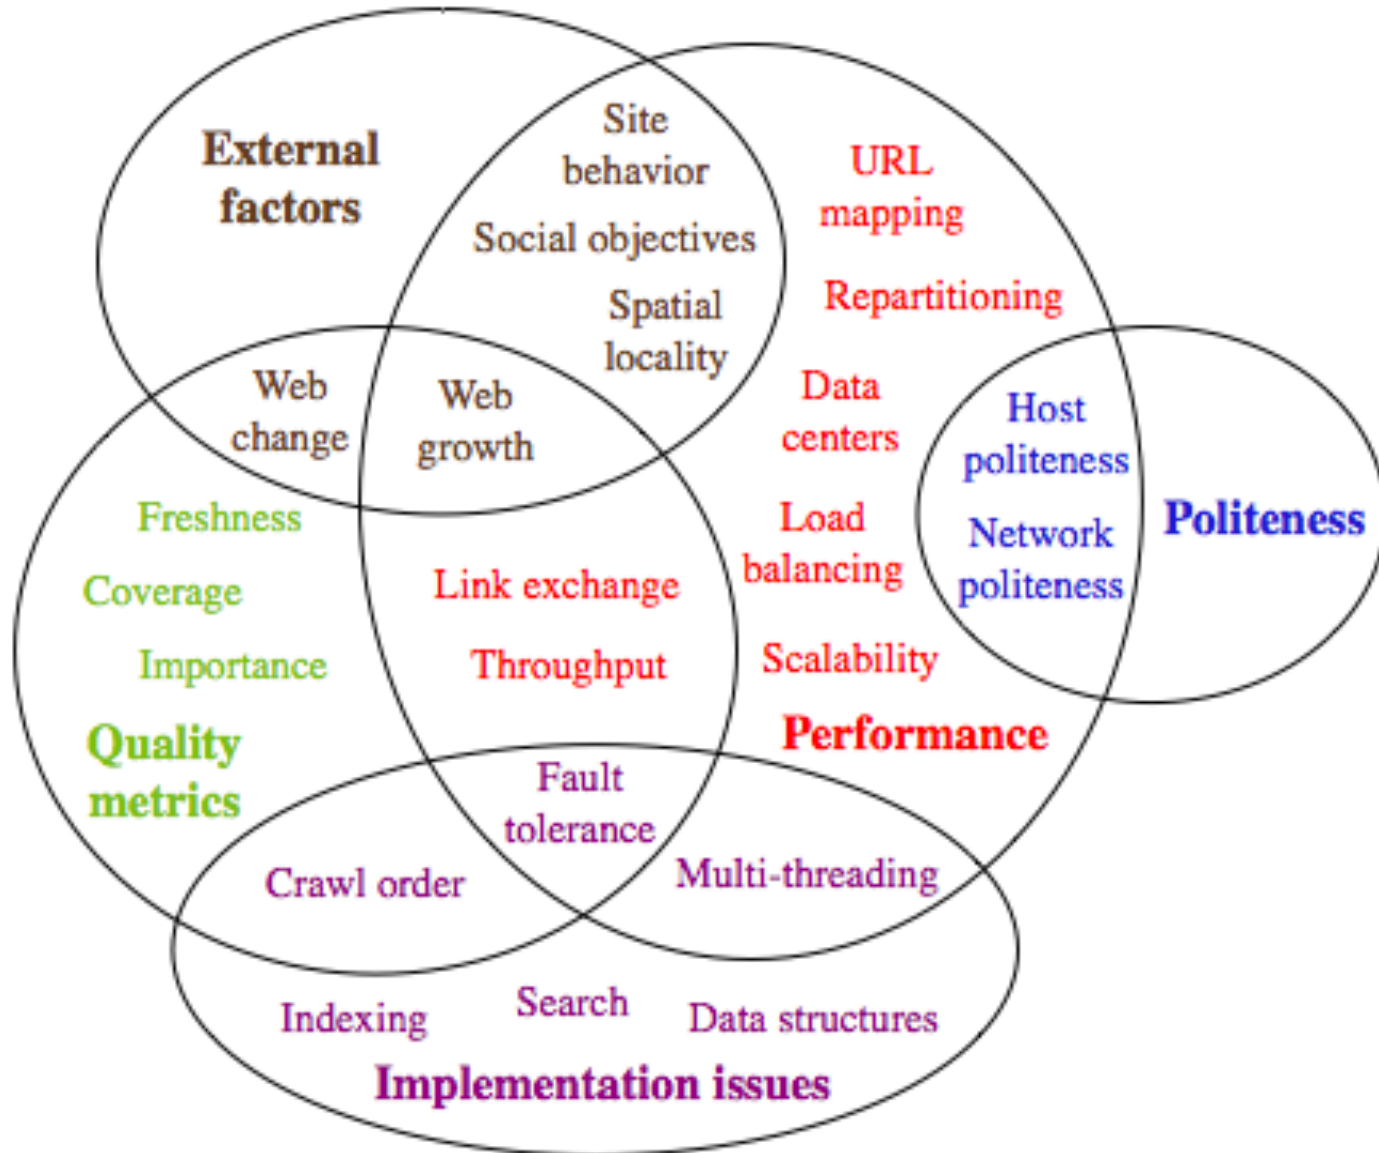 External
factors
Site
behavior
Social objectives
Spatial
locality
URL
mapping
Repartitioning
Web
change
Web
growth
Data
centers
Host
politeness
Network
politeness
Politeness
Freshness
Coverage
Importance
Quality
metrics
Link exchange
Throughput
Load
balancing
Scalability
Performance
Fault
tolerance
Crawl order
Multi-threading
Indexing
Search
Data structures
Implementation issues